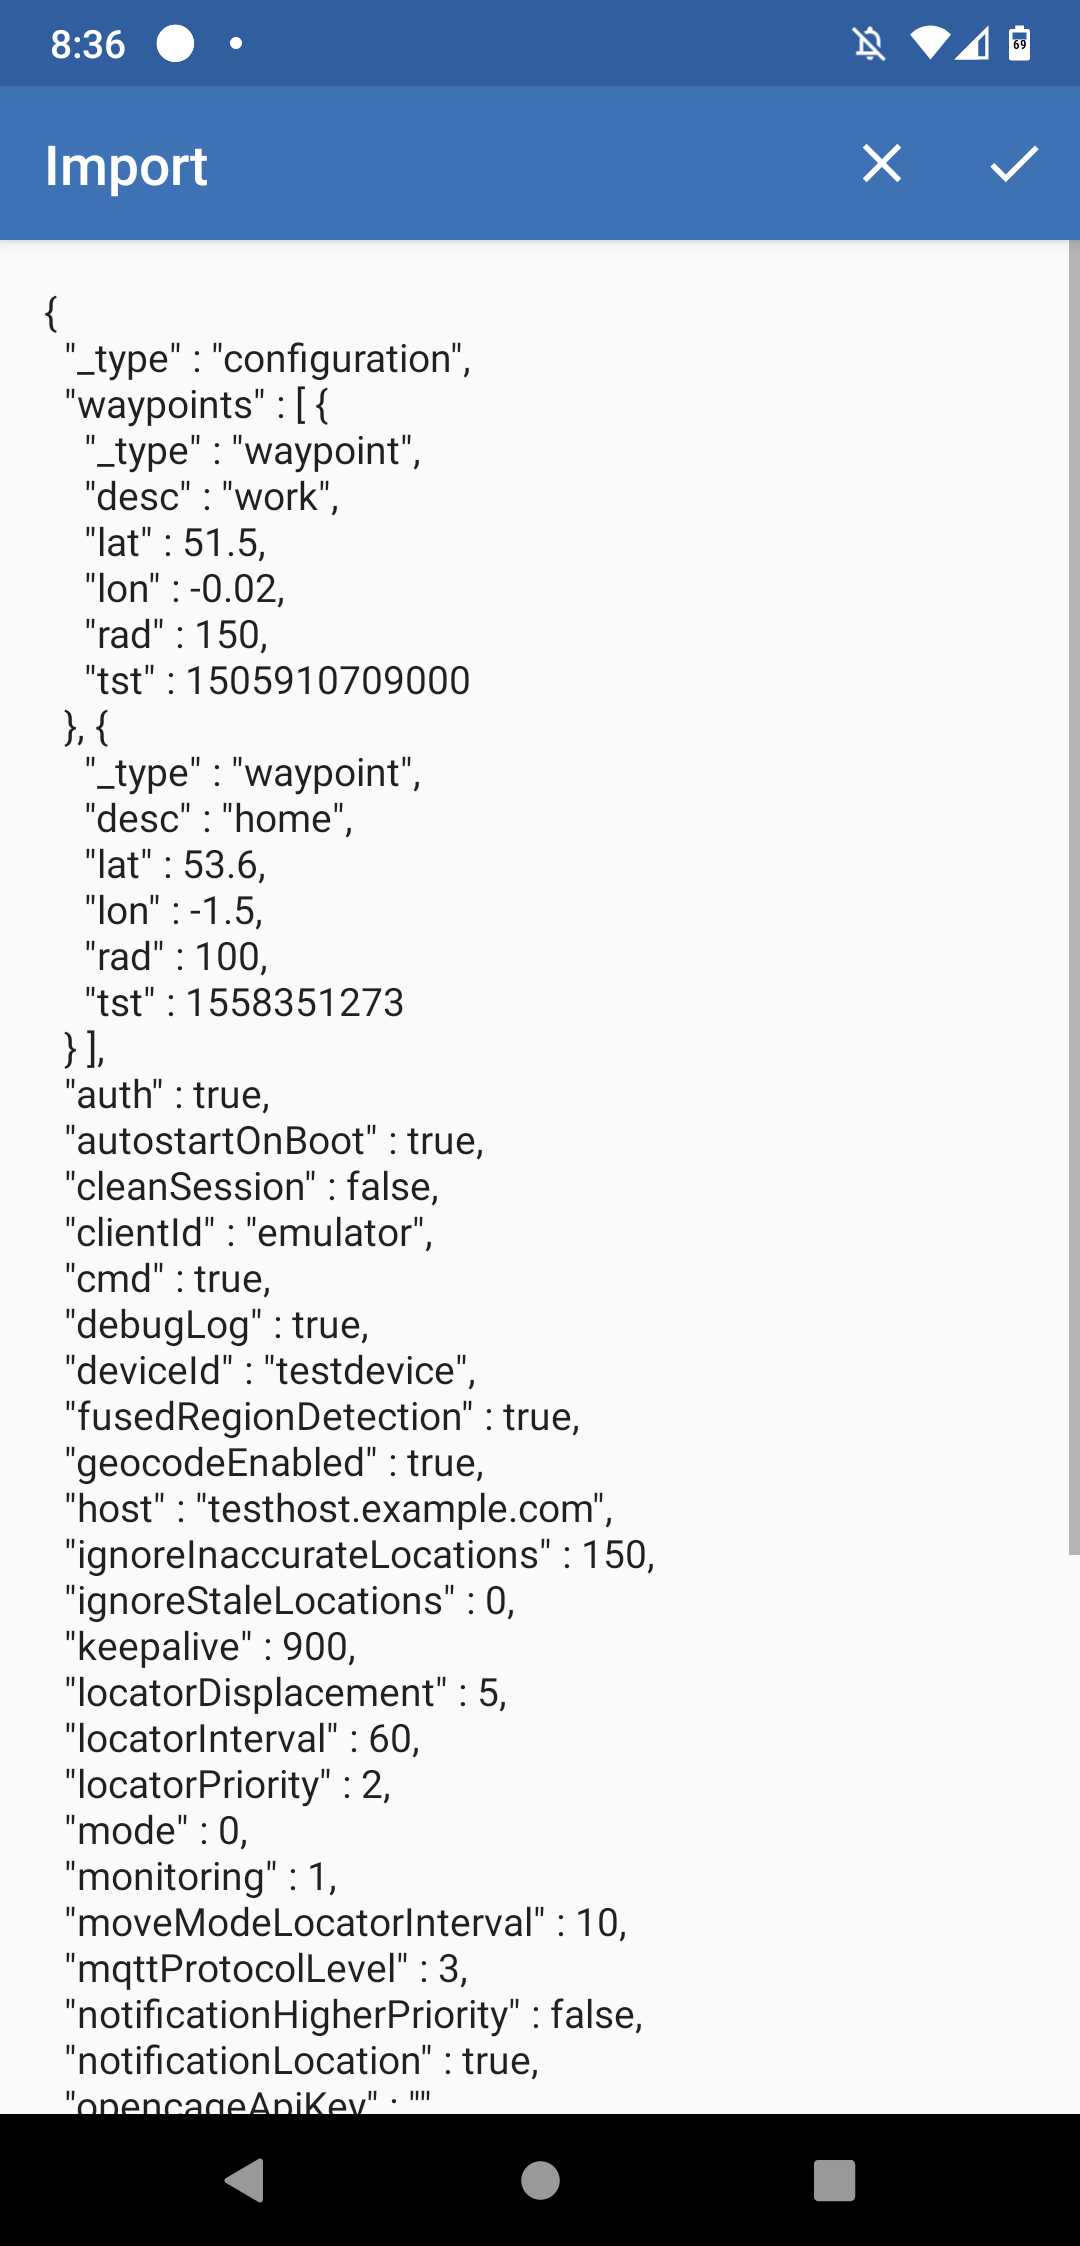 8:36
69
Import
{
"_type" : "configuration",
"waypoints" : [ {
"_type" : "waypoint",
"desc" : "work",
"lat" : 51.5,
"lon" : -0.02,
"rad" : 150,
"tst" : 1505910709000
}, {
"_type" : "waypoint",
"desc" : "home",
"lat" : 53.6,
"lon" : -1.5,
"rad" : 100,
"tst" : 1558351273
} ],
"auth" : true,
"autostartOnBoot" : true,
"cleanSession" : false,
"clientId" : "emulator",
"cmd" : true,
"debugLog" : true,
"deviceId" : "testdevice",
"fusedRegionDetection" : true,
"geocodeEnabled" : true,
"host" : "testhost.example.com",
"ignoreInaccurateLocations" : 150,
"ignoreStaleLocations" : 0,
"keepalive" : 900,
"locatorDisplacement" : 5,
"locatorInterval" : 60,
"locatorPriority" : 2,
"mode" : 0,
"monitoring" : 1,
"moveModeLocatorInterval" : 10,
"mqttProtocolLevel" : 3,
"notificationHigherPriority" : false,
"notificationLocation" : true,
"opencageApiKey" : ""